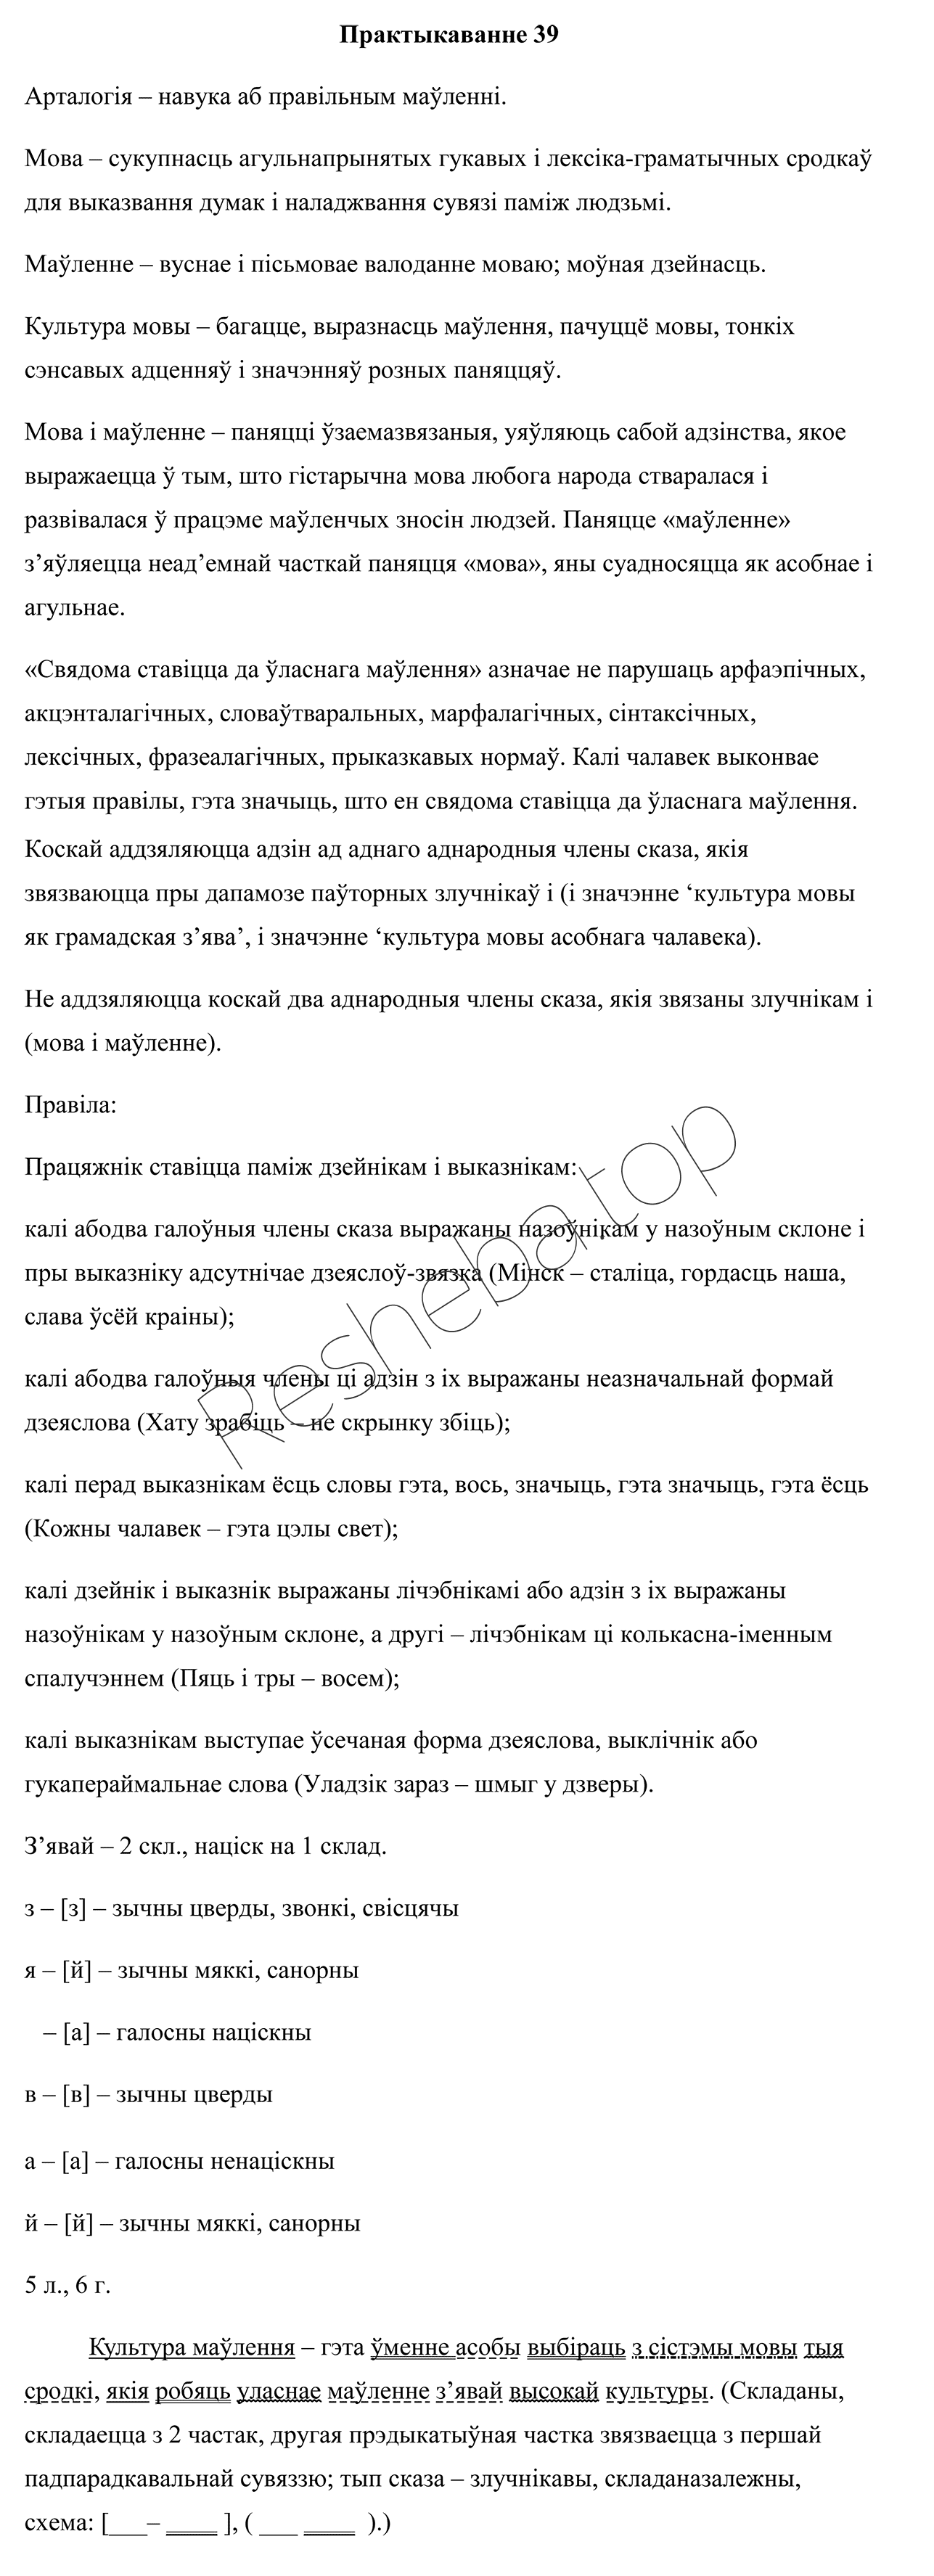 Практыкаванне 39
Арталогія – навука аб правільным маўленні.
Мова – сукупнасць агульнапрынятых гукавых і лексіка-граматычных сродкаў
для выказвання думак і наладжвання сувязі паміж людзьмі.
Маўленне – вуснае і пісьмовае валоданне моваю; моўная дзейнасць.
Культура мовы – багацце, выразнасць маўлення, пачуццё мовы, тонкіх
сэнсавых адценняў і значэнняў розных паняццяў.
Мова і маўленне – паняцці ўзаемазвязаныя, уяўляюць сабой адзінства, якое
выражаецца ў тым, што гістарычна мова любога народа стваралася і
развівалася ў працэме маўленчых зносін людзей. Паняцце «маўленне»
з’яўляецца неад’емнай часткай паняцця «мова», яны суадносяцца як асобнае і
агульнае.
«Свядома ставіцца да ўласнага маўлення» азначае не парушаць арфаэпічных,
акцэнталагічных, словаўтваральных, марфалагічных, сінтаксічных,
лексічных, фразеалагічных, прыказкавых нормаў. Калі чалавек выконвае
гэтыя правілы, гэта значыць, што ен свядома ставіцца да ўласнага маўлення.
Коскай аддзяляюцца адзін ад аднаго аднародныя члены сказа, якія
звязваюцца пры дапамозе паўторных злучнікаў і (і значэнне ‘культура мовы
як грамадская з’ява’, і значэнне ‘культура мовы асобнага чалавека).
Не аддзяляюцца коскай два аднародныя члены сказа, якія звязаны злучнікам і
(мова і маўленне).
Правіла:
Працяжнік ставіцца паміж дзейнікам і выказнікам:
калі абодва галоўныя члены сказа выражаны назоўнікам у назоўным склоне і
пры выказніку адсутнічае дзеяслоў-звязка (Мінск – сталіца, гордасць наша,
слава ўсёй краіны);
калі абодва галоўныя члены ці адзін з іх выражаны неазначальнай формай
дзеяслова (Хату зрабіць – не скрынку збіць);
калі перад выказнікам ёсць словы гэта, вось, значыць, гэта значыць, гэта ёсць
(Кожны чалавек – гэта цэлы свет);
калі дзейнік і выказнік выражаны лічэбнікамі або адзін з іх выражаны
назоўнікам у назоўным склоне, а другі – лічэбнікам ці колькасна-іменным
спалучэннем (Пяць і тры – восем);
калі выказнікам выступае ўсечаная форма дзеяслова, выклічнік або
гукапераймальнае слова (Уладзік зараз – шмыг у дзверы).
З’явай – 2 скл., націск на 1 склад.
з – [з] – зычны цверды, звонкі, свісцячы
я – [й] – зычны мяккі, санорны
– [а] – галосны націскны
в – [в] – зычны цверды
а – [а] – галосны ненаціскны
й – [й] – зычны мяккі, санорны
5 л., 6 г.
Культура маўлення – гэта ўменне асобы выбіраць з сістэмы мовы тыя
сродкі, якія робяць уласнае маўленне з’явай высокай культуры. (Складаны,
складаецца з 2 частак, другая прэдыкатыўная частка звязваецца з першай
падпарадкавальнай сувяззю; тып сказа – злучнікавы, складаназалежны,
схема: [___– ____ ], ( ___ ____ ).)
Resheba.top